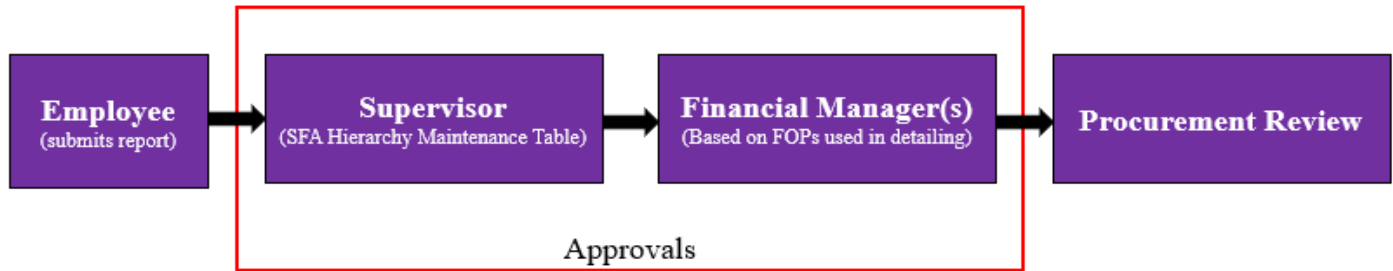 Employee
(submits report)
Supervisor
(SFA Hierarchy Maintenance Table)
Financial Manager(s)
(Based on FOPs used in detailing)
Procurement Review
Approvals